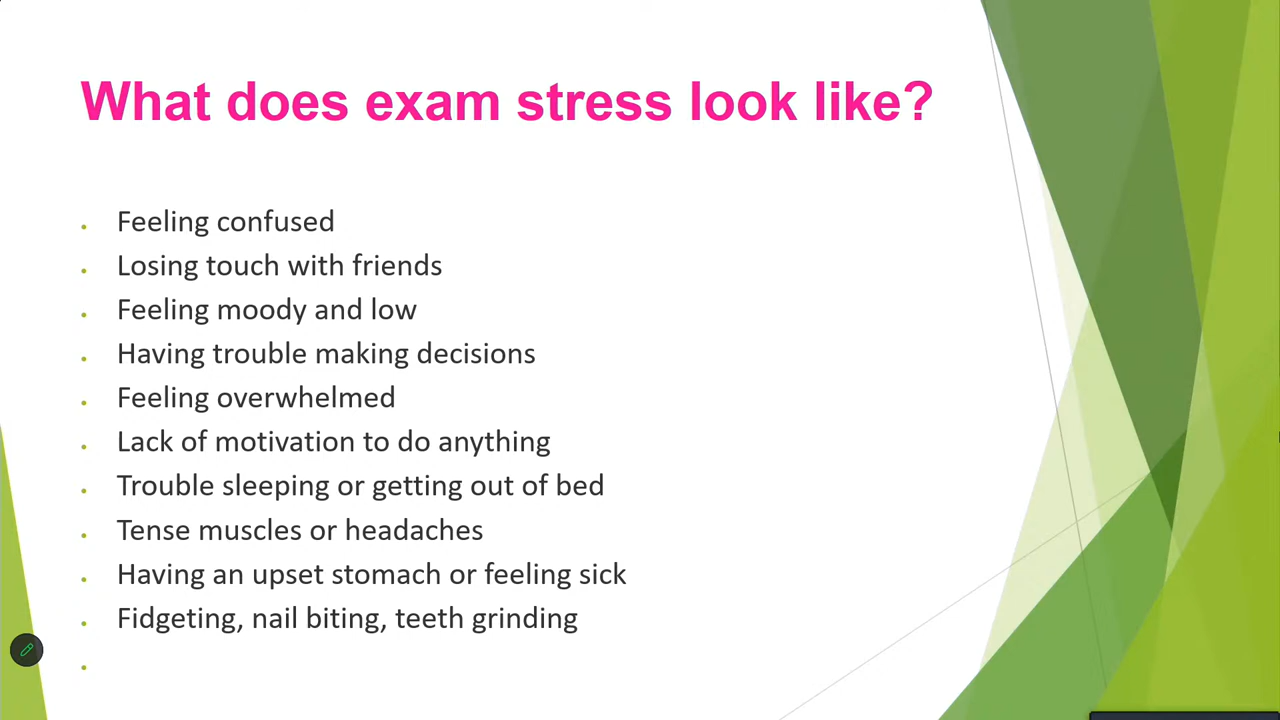 What does exam stress look like?
Feeling confused
Losing touch with friends
Feeling moody and low
Having trouble making decisions
Feeling overwhelmed
Lack of motivation to do anything
Trouble sleeping or getting out of bed
Tense muscles or headaches
Having an upset stomach or feeling sick
Fidgeting, nail biting, teeth grinding